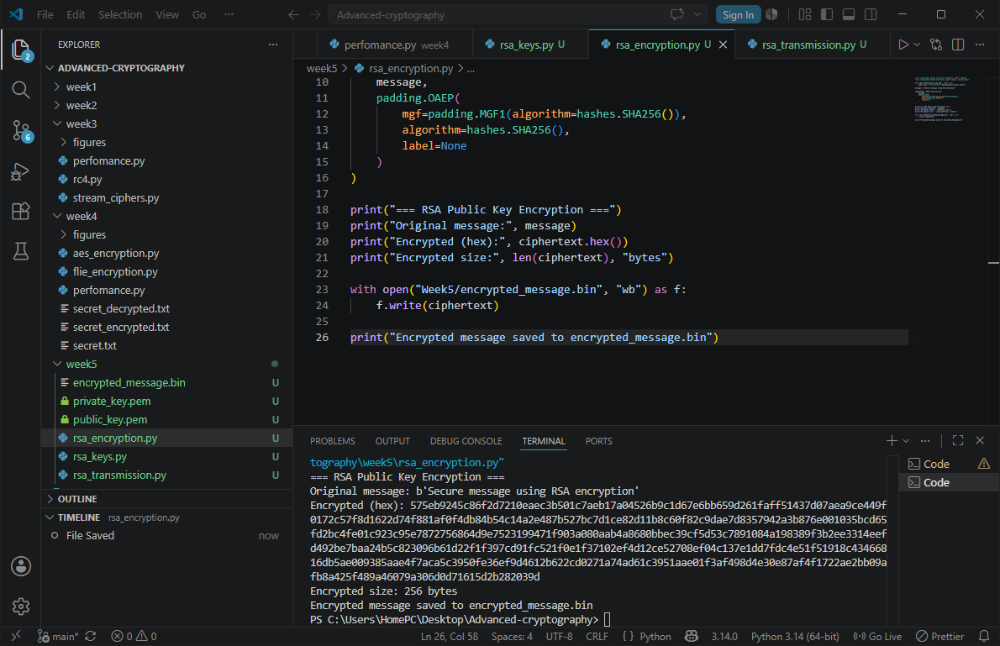 File Edit Selection View Go ··· Advanced-cryptography Sign In
EXPLORER ···
ADVANCED-CRYPTOGRAPHY
week1
week2
week3
figures
perfomance.py
rc4.py
stream_ciphers.py
week4
figures
aes_encryption.py
flie_encryption.py
perfomance.py
secret_decrypted.txt
secret_encrypted.txt
secret.txt
week5
encrypted_message.bin U
private_key.pem U
public_key.pem U
rsa_encryption.py U
rsa_keys.py U
rsa_transmission.py U
OUTLINE
TIMELINE rsa_encryption.py
File Saved now
2
6
perfomance.py week4 rsa_keys.py U rsa_encryption.py U rsa_transmission.py U
week5 > rsa_encryption.py > ...
10 message,
11 padding.OAEP(
12 mgf=padding.MGF1(algorithm=hashes.SHA256()),
13 algorithm=hashes.SHA256(),
14 label=None
15 )
16 )
17
18 print("=== RSA Public Key Encryption ===")
19 print("Original message:", message)
20 print("Encrypted (hex):", ciphertext.hex())
21 print("Encrypted size:", len(ciphertext), "bytes")
22
23 with open("Week5/encrypted_message.bin", "wb") as f:
24 f.write(ciphertext)
25
26 print("Encrypted message saved to encrypted_message.bin")
PROBLEMS OUTPUT DEBUG CONSOLE TERMINAL PORTS
Code
Code
tography\week5\rsa_encryption.py"
=== RSA Public Key Encryption ===
Original message: b'Secure message using RSA encryption'
Encrypted (hex): 575eb9245c86f2d7210eaec3b501c7aeb17a04526b9c1d67e6bb659d261faff51437d07aea9ce449f
0172c57f8d1622d74f881af0f4db84b54c14a2e487b527bc7d1ce82d11b8c60f82c9dae7d8357942a3b876e001035bcd65
fd2bc4fe01c923c95e7872756864d9e7523199471f903a080aab4a8680bbec39cf5d53c7891084a198389f3b2ee3314eef
d492be7baa24b5c823096b61d22f1f397cd91fc521f0e1f37102ef4d12ce52708ef04c137e1dd7fdc4e51f51918c434668
16db5ae009385aae4f7aca5c3950fe36ef9d4612b622cd0271a74ad61c3951aae01f3af498d4e30e87af4f1722ae2bb09a
fb8a425f489a46079a306d0d71615d2b282039d
Encrypted size: 256 bytes
Encrypted message saved to encrypted_message.bin
PS C:\Users\HomePC\Desktop\Advanced-cryptography>
main* 0 0 Ln 26, Col 58 Spaces: 4 UTF-8 CRLF { } Python 3.14.0 Python 3.14 (64-bit) Go Live Prettier